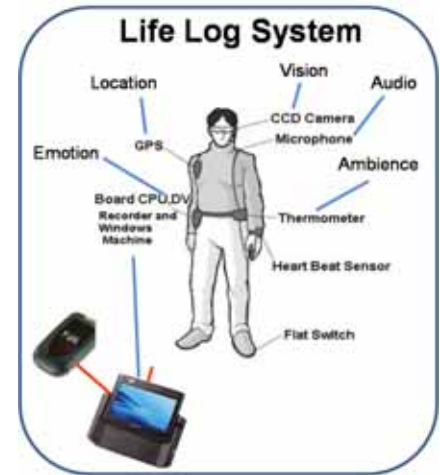 Life Log System
Vision
Location
Audio
CCD Camera
Microphone
GPS
Emotion
Ambience
Board CPU,DV
Recorder and
Windows
Machine
Thermometer
Heart Beat Sensor
Flat Switch